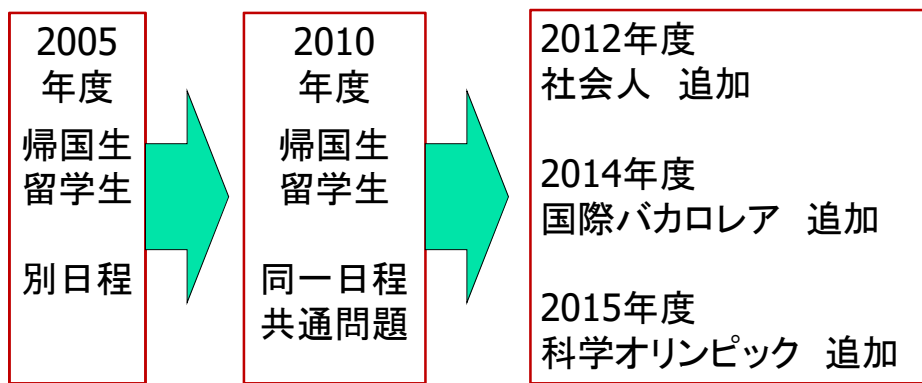 2005
年度
帰国生
留学生
別日程
2010
年度
帰国生
留学生
同一日程
共通問題
2012年度
社会人　追加
2014年度
国際バカロレア　追加
2015年度
科学オリンピック　追加